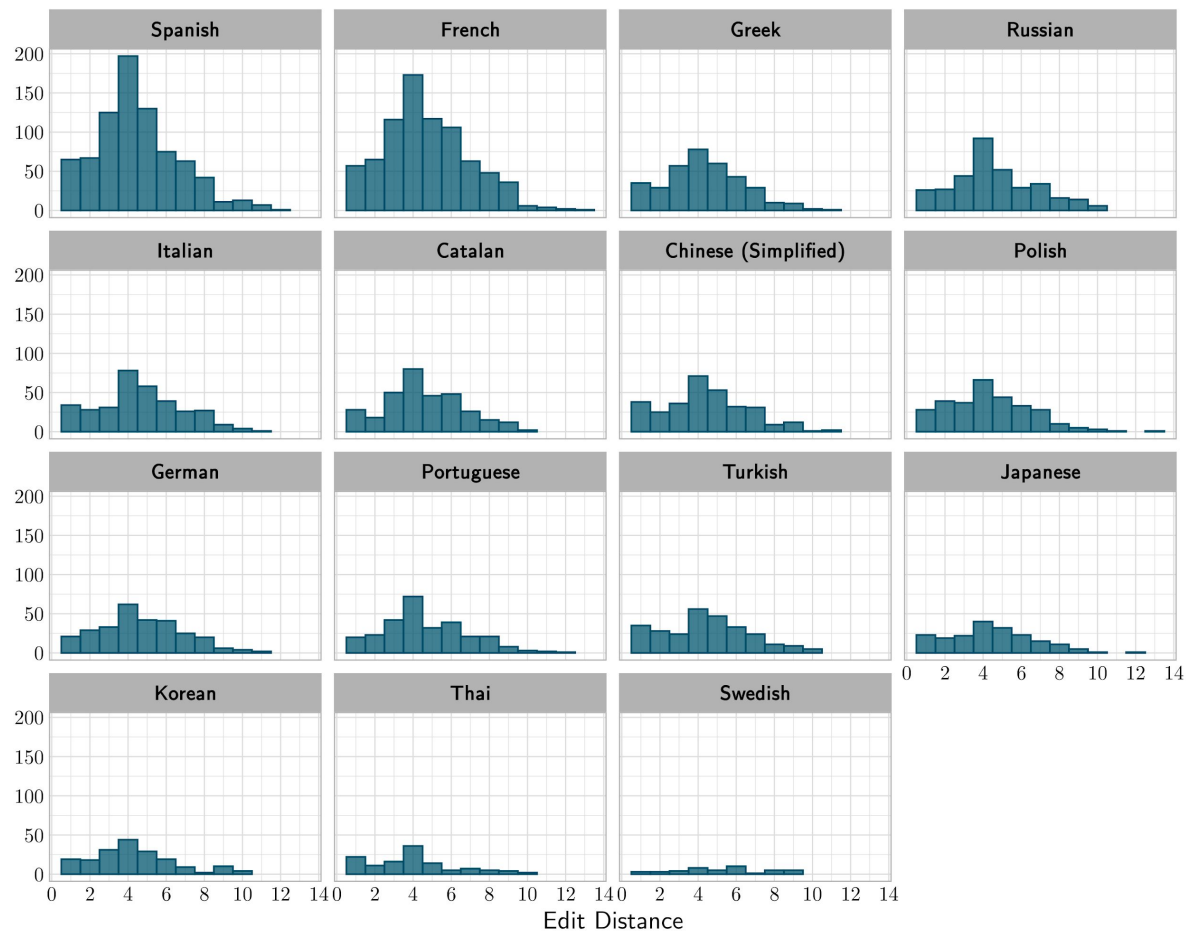 Spanish French Greek Russian
200
150
100
50
0
Italian Catalan Chinese (Simplified) Polish
200
150
100
50
0
German Portuguese Turkish Japanese
200
150
100
50
0
0 2 4 6 8 10 12 14
Korean Thai Swedish
200
150
100
50
0
0 2 4 6 8 10 12 14 0 2 4 6 8 10 12 14 0 2 4 6 8 10 12 14
Edit Distance